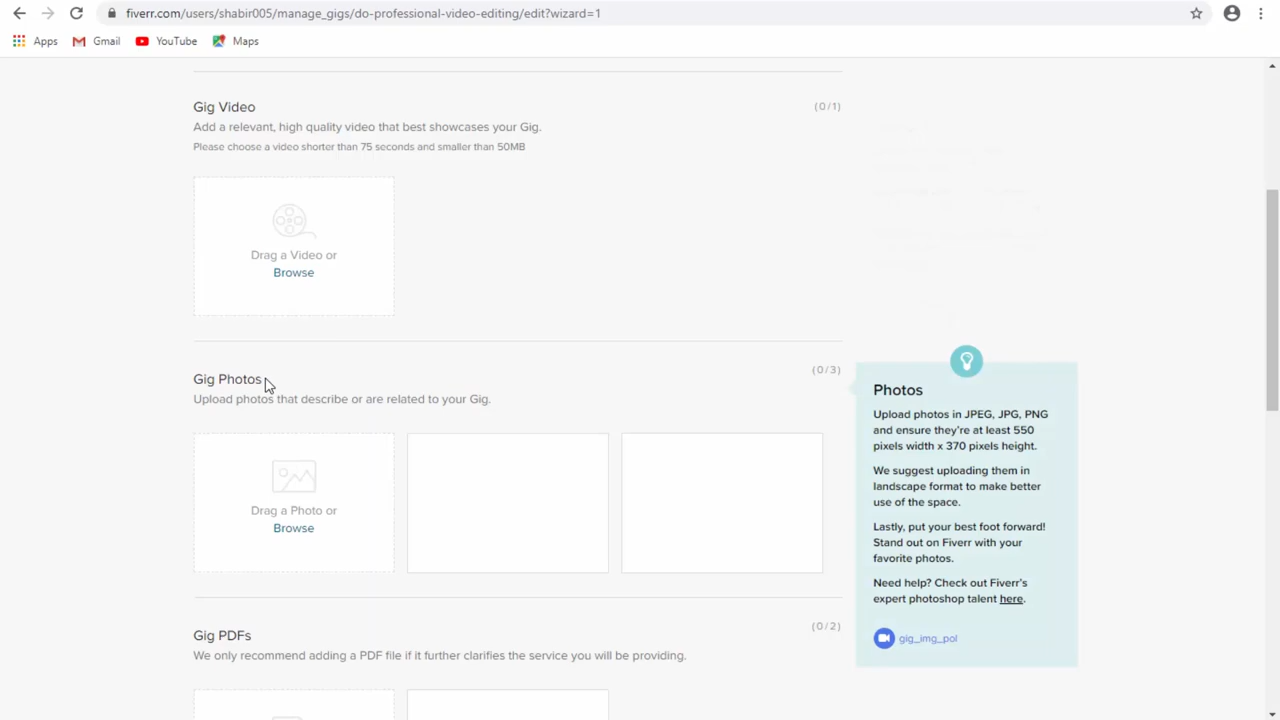 fiverr.com/users/shabir005/manage_gigs/do-professional-video-editing/edit?wizard=1
Apps Gmail YouTube Maps
Gig Video (0/1)
Add a relevant, high quality video that best showcases your Gig.
Please choose a video shorter than 75 seconds and smaller than 50MB
Drag a Video or
Browse
Gig Photos (0/3)
Upload photos that describe or are related to your Gig.
Drag a Photo or
Browse
Photos
Upload photos in JPEG, JPG, PNG
and ensure they're at least 550
pixels width x 370 pixels height.
We suggest uploading them in
landscape format to make better
use of the space.
Lastly, put your best foot forward!
Stand out on Fiverr with your
favorite photos.
Need help? Check out Fiverr's
expert photoshop talent here.
gig_img_pol
Gig PDFs (0/2)
We only recommend adding a PDF file if it further clarifies the service you will be providing.